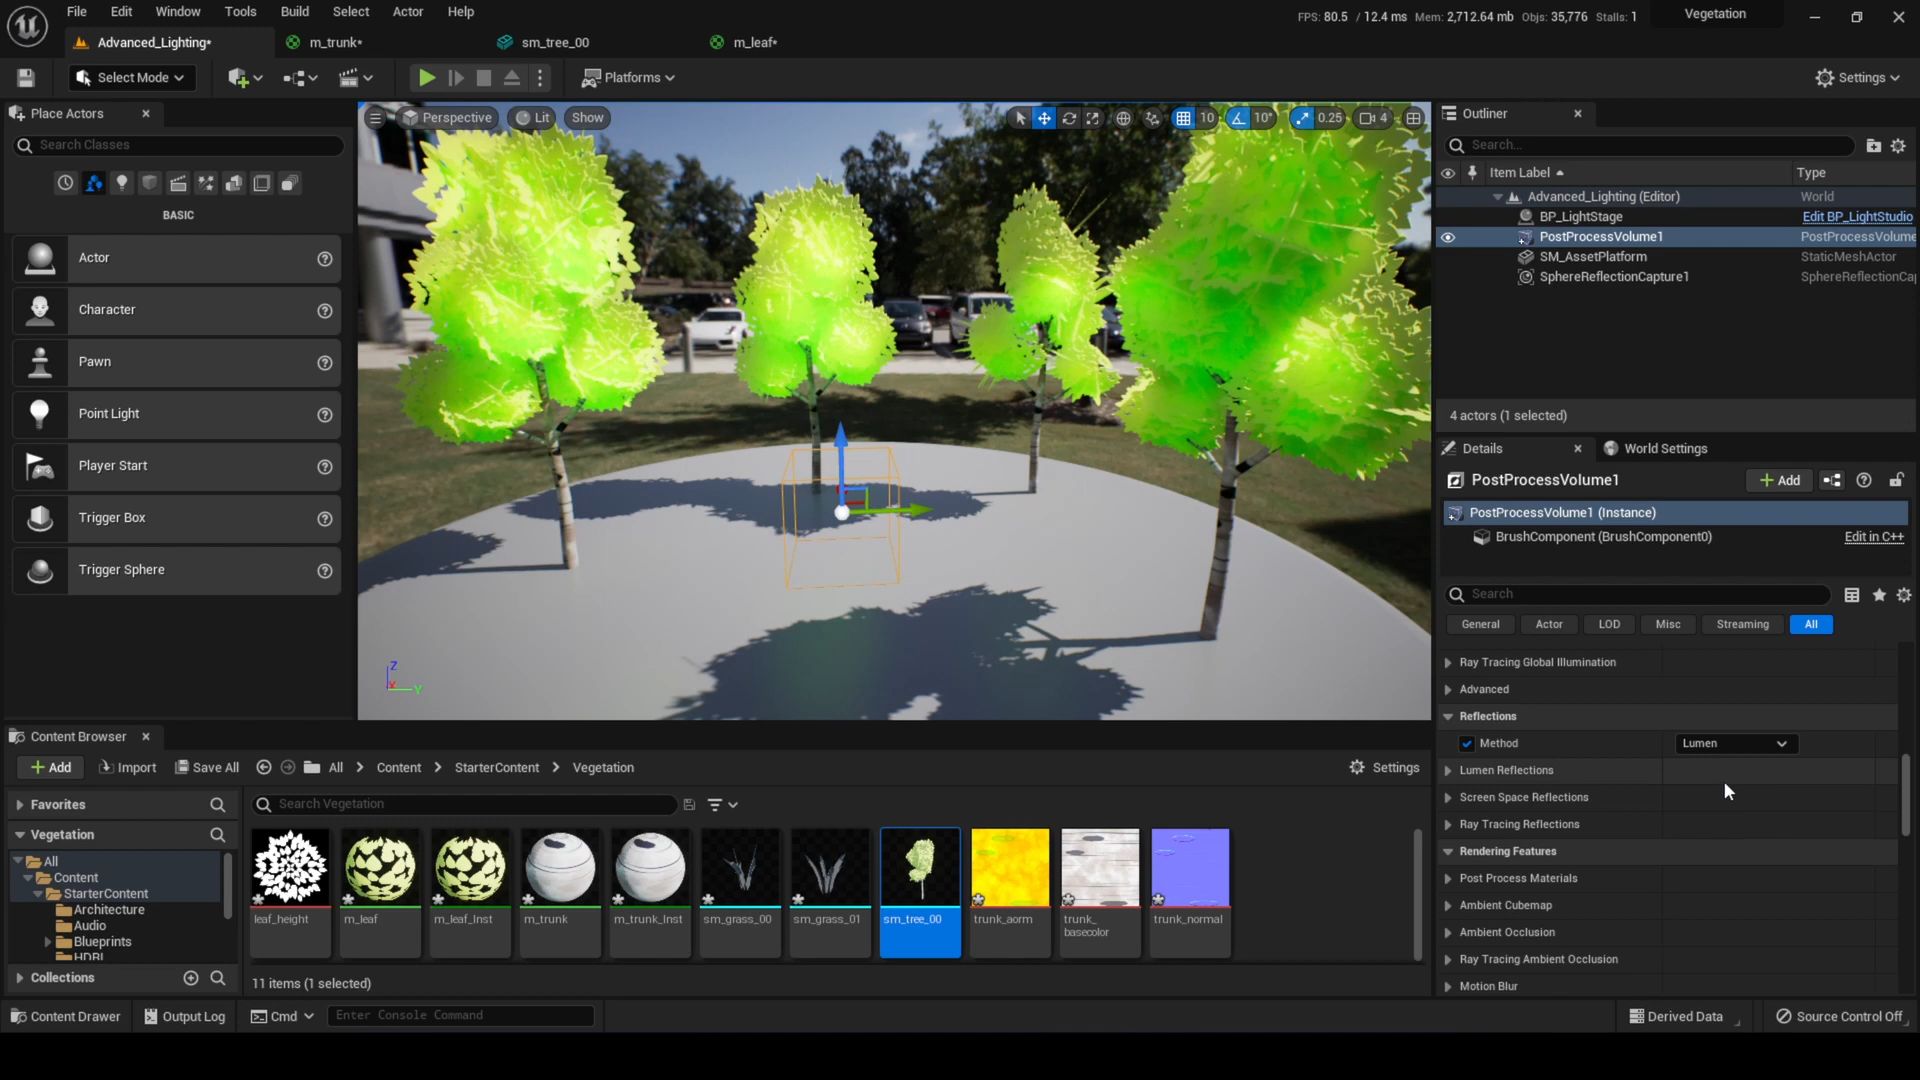 File Edit Window Tools Build Select Actor Help
FPS: 80.5 / 12.4 ms Mem: 2,712.64 mb Objs: 35,776 Stalls: 1
Vegetation
Advanced_Lighting*
m_trunk*
sm_tree_00
m_leaf*
Select Mode
Platforms
Settings
Place Actors
Search Classes
BASIC
Actor
Character
Pawn
Point Light
Player Start
Trigger Box
Trigger Sphere
Perspective
Lit
Show
10
10°
0.25
4
Z
X
Y
Outliner
Search...
Item Label
Type
Advanced_Lighting (Editor) World
BP_LightStage Edit BP_LightStudio
PostProcessVolume1 PostProcessVolume
SM_AssetPlatform StaticMeshActor
SphereReflectionCapture1 SphereReflectionCap
4 actors (1 selected)
Details
World Settings
PostProcessVolume1
Add
PostProcessVolume1 (Instance)
BrushComponent (BrushComponent0) Edit in C++
Search
General Actor LOD Misc Streaming All
Ray Tracing Global Illumination
Advanced
Reflections
Method Lumen
Lumen Reflections
Screen Space Reflections
Ray Tracing Reflections
Rendering Features
Post Process Materials
Ambient Cubemap
Ambient Occlusion
Ray Tracing Ambient Occlusion
Motion Blur
Content Browser
Add
Import
Save All
All Content StarterContent Vegetation
Settings
Favorites
Vegetation
All
Content
StarterContent
Architecture
Audio
Blueprints
HDRI
Collections
Search Vegetation
leaf_height
m_leaf
m_leaf_Inst
m_trunk
m_trunk_Inst
sm_grass_00
sm_grass_01
sm_tree_00
trunk_aorm
trunk_
basecolor
trunk_normal
11 items (1 selected)
Content Drawer
Output Log
Cmd
Enter Console Command
Derived Data
Source Control Off